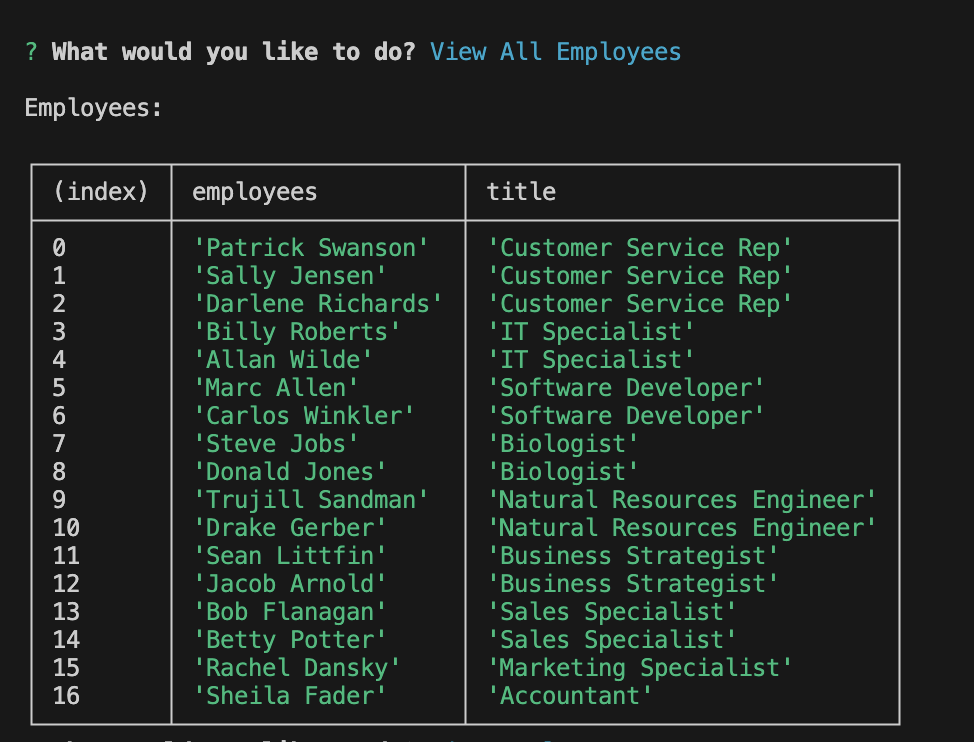 ? What would you like to do? View All Employees
Employees:
(index) employees title
0 'Patrick Swanson' 'Customer Service Rep'
1 'Sally Jensen' 'Customer Service Rep'
2 'Darlene Richards' 'Customer Service Rep'
3 'Billy Roberts' 'IT Specialist'
4 'Allan Wilde' 'IT Specialist'
5 'Marc Allen' 'Software Developer'
6 'Carlos Winkler' 'Software Developer'
7 'Steve Jobs' 'Biologist'
8 'Donald Jones' 'Biologist'
9 'Trujill Sandman' 'Natural Resources Engineer'
10 'Drake Gerber' 'Natural Resources Engineer'
11 'Sean Littfin' 'Business Strategist'
12 'Jacob Arnold' 'Business Strategist'
13 'Bob Flanagan' 'Sales Specialist'
14 'Betty Potter' 'Sales Specialist'
15 'Rachel Dansky' 'Marketing Specialist'
16 'Sheila Fader' 'Accountant'